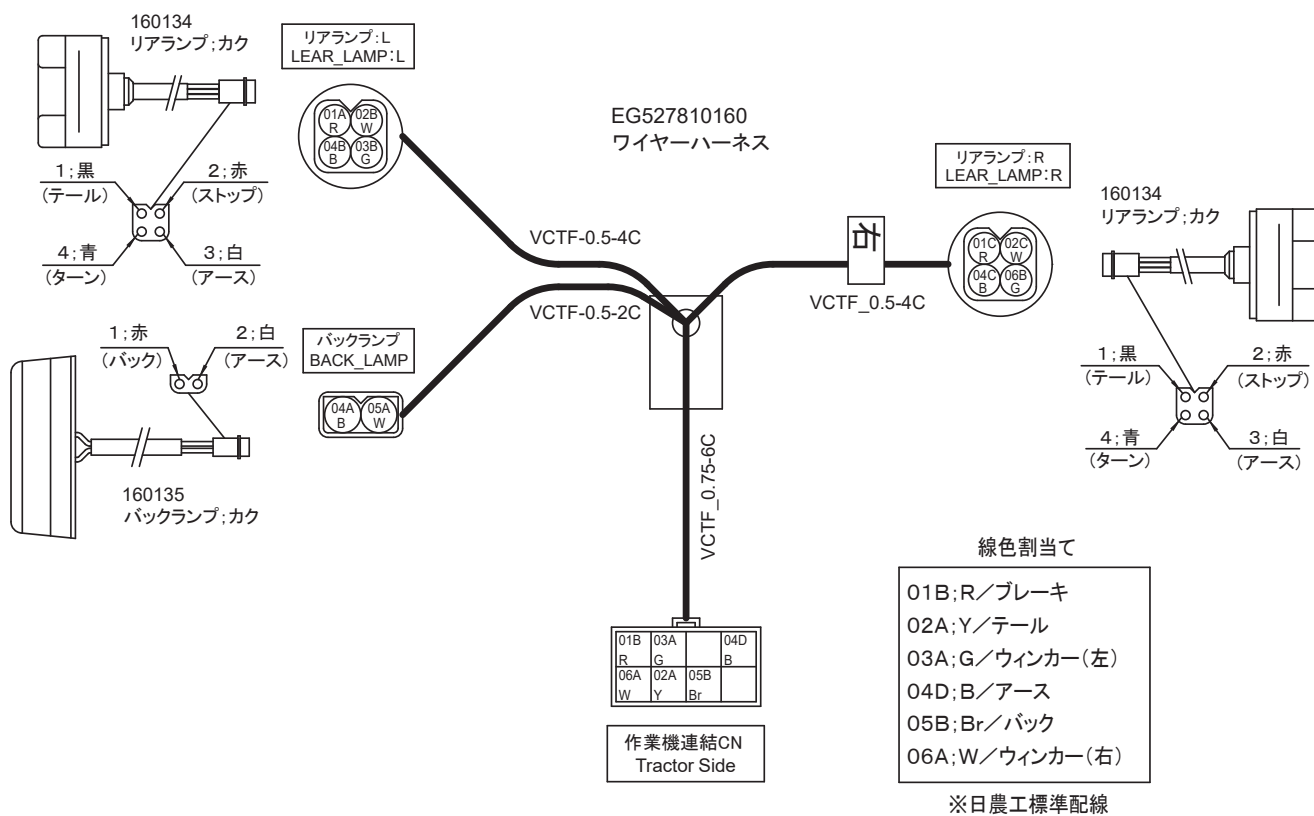 160134
リアランプ;カク
リアランプ:L
LEAR_LAMP:L
01A
R
02B
W
04B
B
03B
G
1;黒
(テール)
2;赤
(ストップ)
4;青
(ターン)
3;白
(アース)
EG527810160
ワイヤーハーネス
リアランプ:R
LEAR_LAMP:R
01C
R
02C
W
04C
B
06B
G
160134
リアランプ;カク
1;黒
(テール)
2;赤
(ストップ)
4;青
(ターン)
3;白
(アース)
VCTF-0.5-4C
VCTF-0.5-2C
右
VCTF_0.5-4C
1;赤
(バック)
2;白
(アース)
バックランプ
BACK_LAMP
04A
B
05A
W
160135
バックランプ;カク
VCTF_0.75-6C
01B
R
03A
G
04D
B
06A
W
02A
Y
05B
Br
作業機連結CN
Tractor Side
線色割当て
01B;R/ブレーキ
02A;Y/テール
03A;G/ウィンカー(左)
04D;B/アース
05B;Br/バック
06A;W/ウィンカー(右)
※日農工標準配線